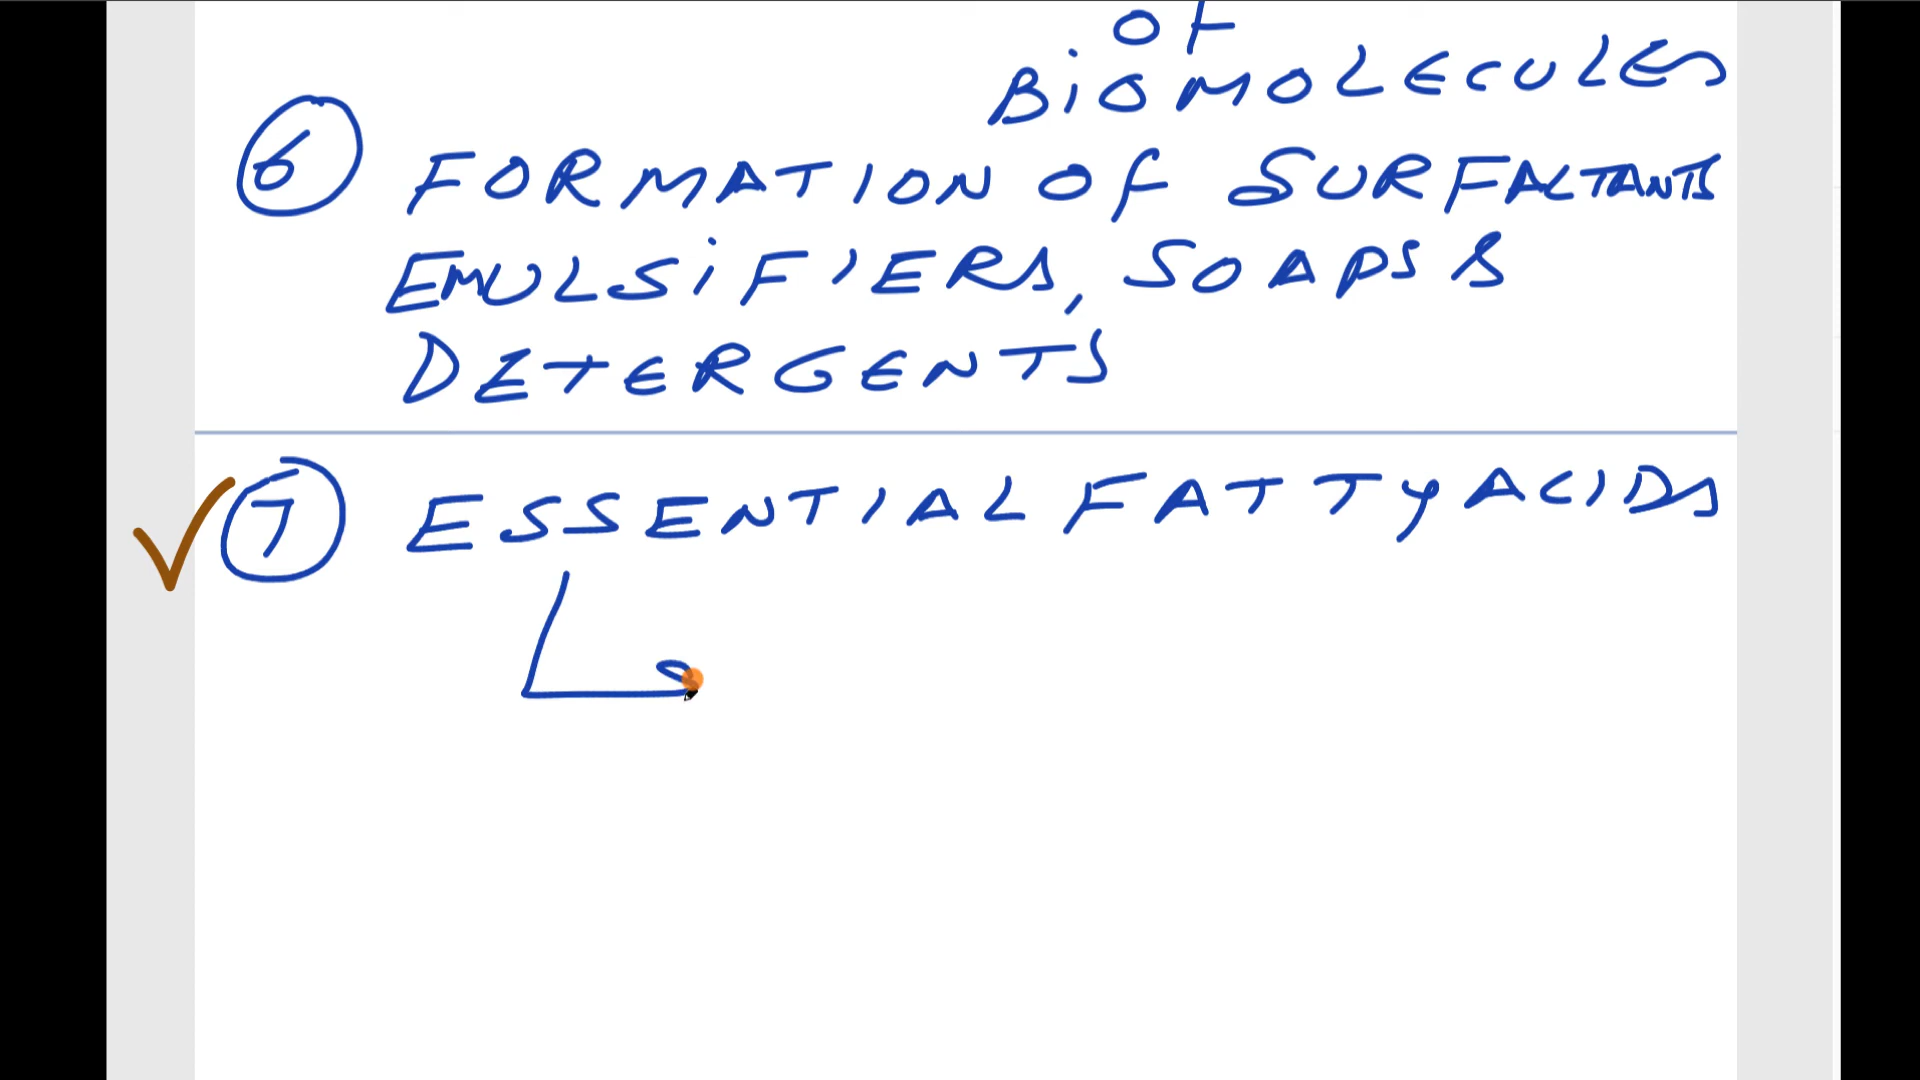 of
BiOMOLECULES
6 FORMATION Of SURFACTANTS
EMULSiFIERS, SOAPS &
DETERGENTS
7 ESSENTIAL FATTY ACIDS